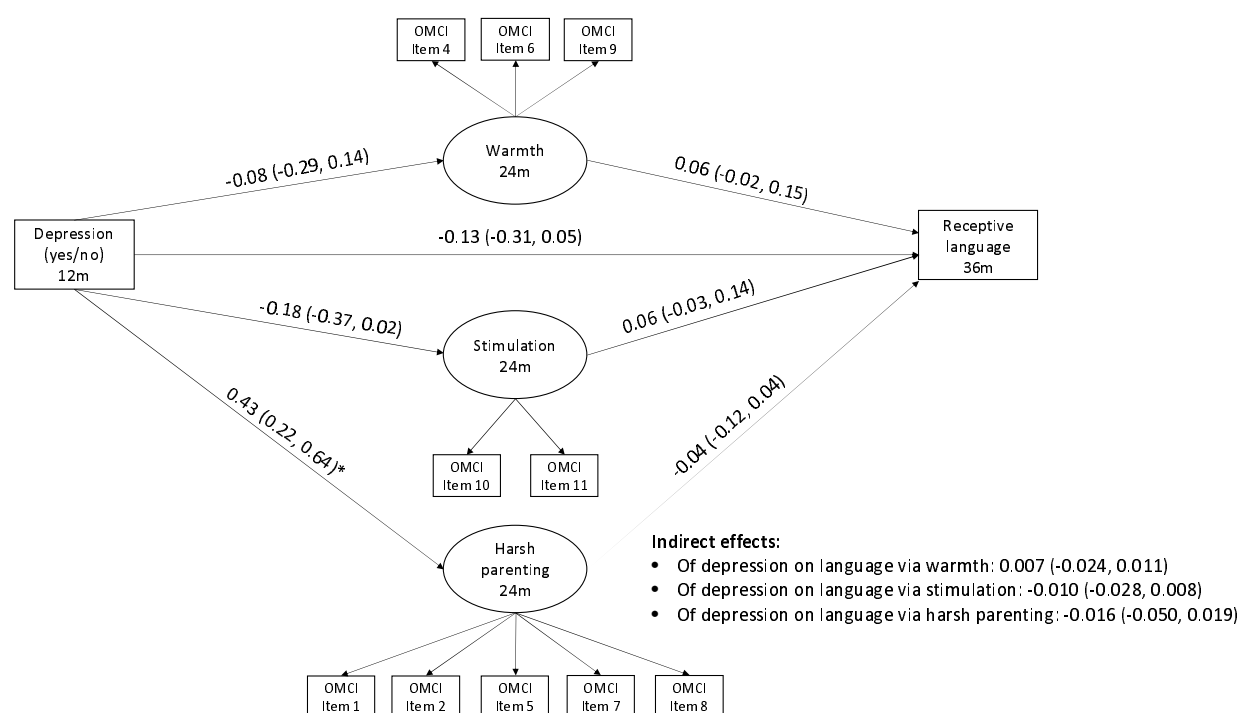 OMCI
Item 4
OMCI
Item 6
OMCI
Item 9
Warmth
24m
-0.08 (-0.29, 0.14)
0.06 (-0.02, 0.15)
Depression
(yes/no)
12m
-0.13 (-0.31, 0.05)
Receptive
language
36m
-0.18 (-0.37, 0.02)
0.06 (-0.03, 0.14)
Stimulation
24m
0.43 (0.22, 0.64)*
-0.04 (-0.12, 0.04)
OMCI
Item 10
OMCI
Item 11
Harsh
parenting
24m
Indirect effects:
• Of depression on language via warmth: 0.007 (-0.024, 0.011)
• Of depression on language via stimulation: -0.010 (-0.028, 0.008)
• Of depression on language via harsh parenting: -0.016 (-0.050, 0.019)
OMCI
Item 1
OMCI
Item 2
OMCI
Item 5
OMCI
Item 7
OMCI
Item 8